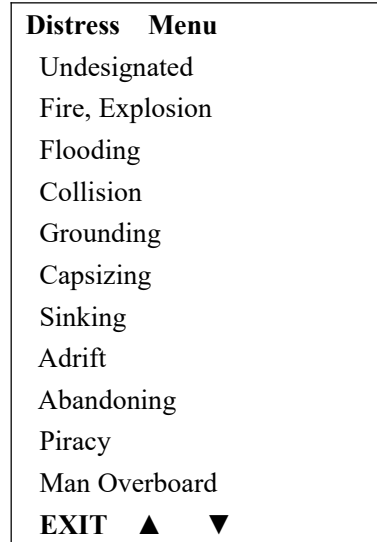 Distress Menu
Undesignated
Fire, Explosion
Flooding
Collision
Grounding
Capsizing
Sinking
Adrift
Abandoning
Piracy
Man Overboard
EXIT ▲ ▼